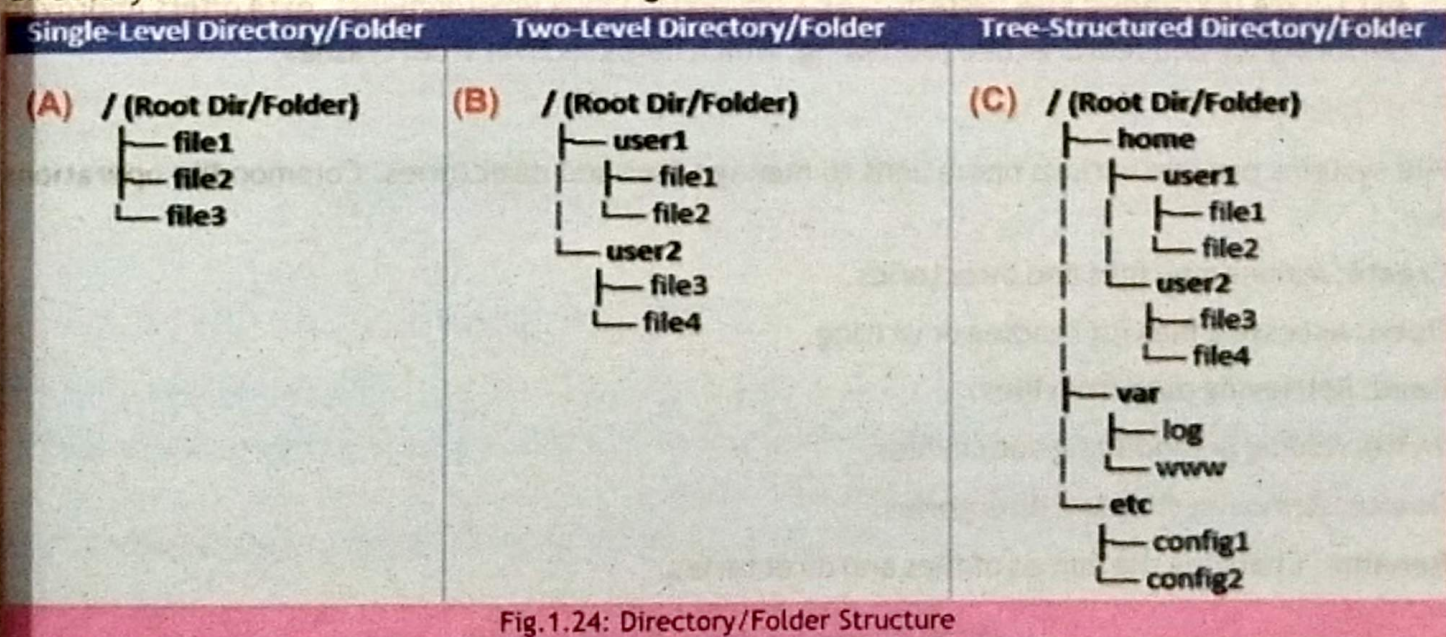 Single-Level Directory/Folder
Two-Level Directory/Folder
Tree-Structured Directory/Folder
(A) / (Root Dir/Folder)
file1
file2
file3
(B) / (Root Dir/Folder)
user1
file1
file2
user2
file3
file4
(C) / (Root Dir/Folder)
home
user1
file1
file2
user2
file3
file4
var
log
www
etc
config1
config2
Fig.1.24: Directory/Folder Structure